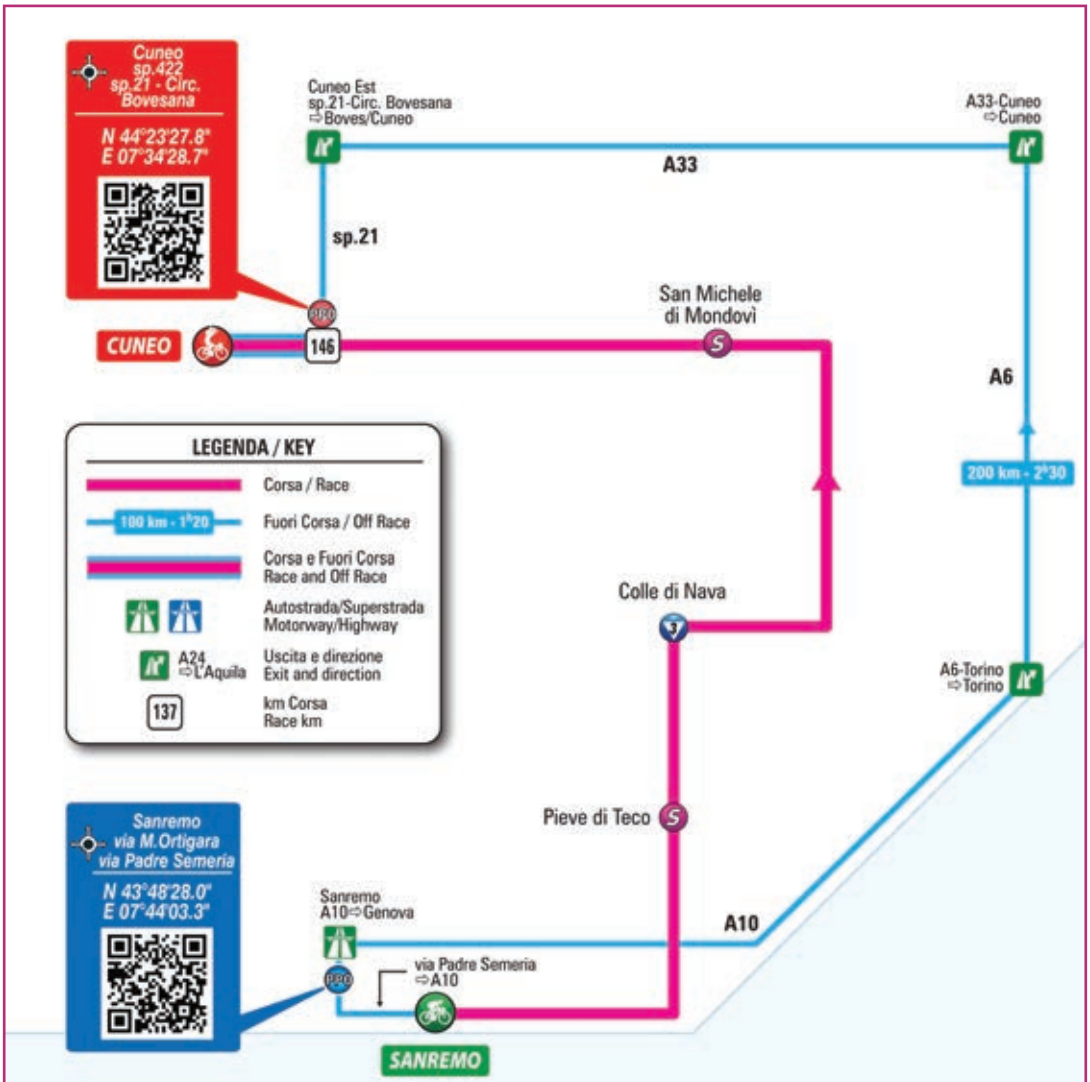 Cuneo
sp.422
sp.21 - Circ.
Bovesana
N 44°23'27.8"
E 07°34'28.7"
Cuneo Est
sp.21-Circ. Bovesana
⇨Boves/Cuneo
A33-Cuneo
⇨Cuneo
A33
sp.21
PPO
CUNEO
146
San Michele
di Mondovì
S
A6
200 km - 2h30
LEGENDA / KEY
Corsa / Race
100 km - 1h20
Fuori Corsa / Off Race
Corsa e Fuori Corsa
Race and Off Race
Autostrada/Superstrada
Motorway/Highway
A24
⇨L'Aquila
Uscita e direzione
Exit and direction
137
km Corsa
Race km
Colle di Nava
3
A6-Torino
⇨Torino
Pieve di Teco
S
Sanremo
via M.Ortigara
via Padre Semeria
N 43°48'28.0"
E 07°44'03.3"
Sanremo
A10⇨Genova
A10
PPO
via Padre Semeria
⇨A10
SANREMO